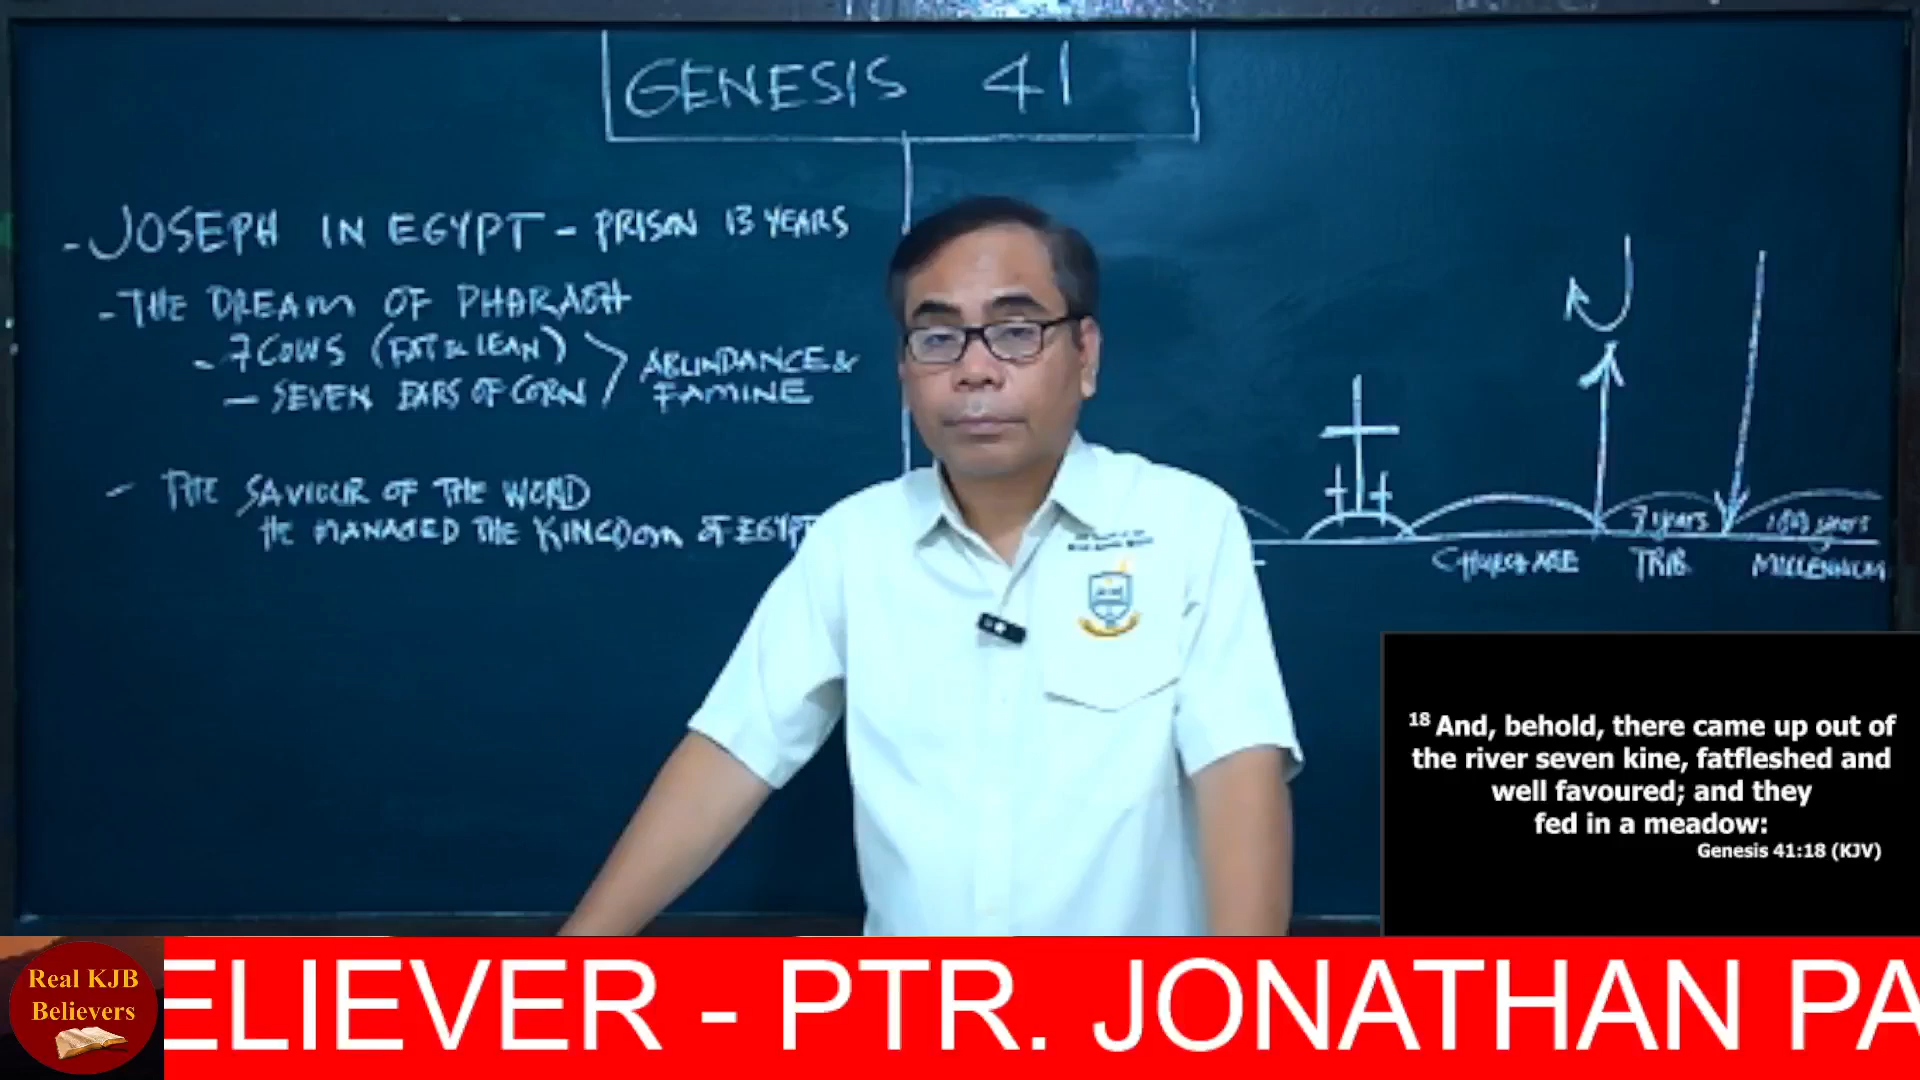 GENESIS 41
- JOSEPH IN EGYPT - PRISON 13 YEARS
- THE DREAM OF PHARAOH
- 7 COWS (FAT & LEAN)
- SEVEN EARS OF CORN
ABUNDANCE &
FAMINE
- THE SAVIOUR OF THE WORD
HE MANAGED THE KINGDOM OF EGYPT
7 years
years
CHURCH AGE TRIB. MILLENNIUM
18 And, behold, there came up out of
the river seven kine, fatfleshed and
well favoured; and they
fed in a meadow:
Genesis 41:18 (KJV)
Real KJB
Believers
ELIEVER - PTR. JONATHAN PA